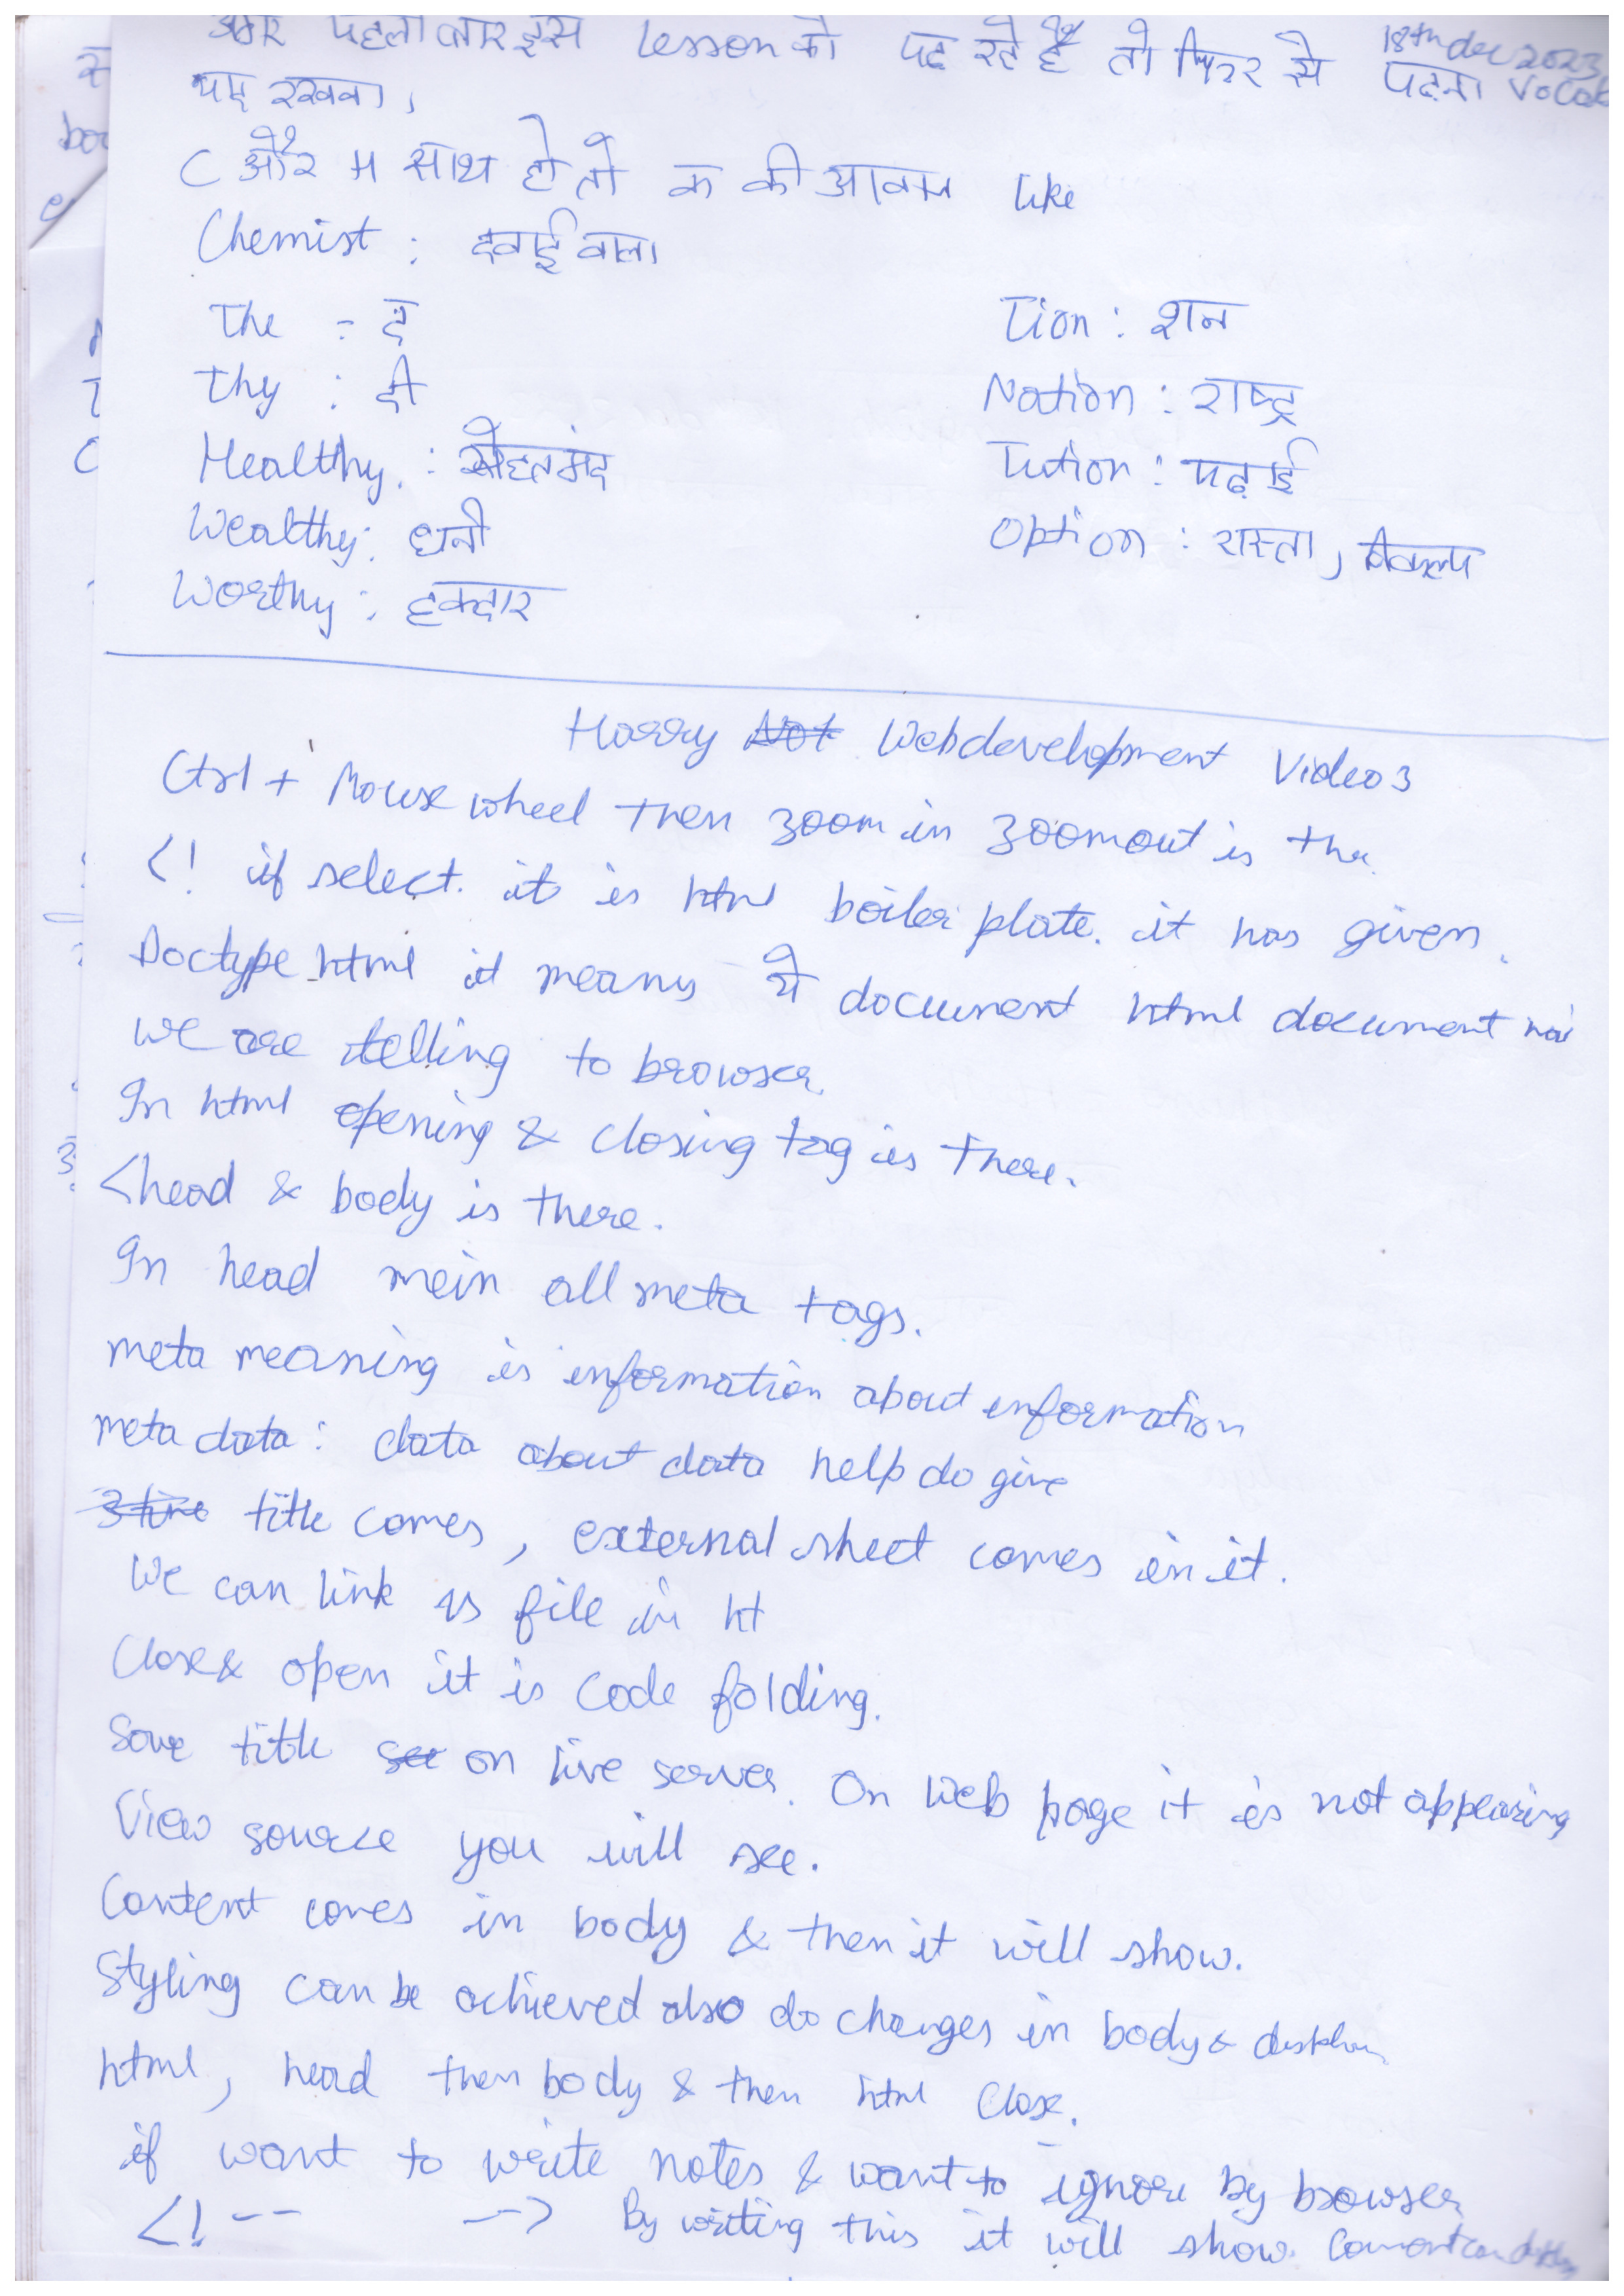 18th dec 2023
Vocab
अगर पहली बार इस lesson को पढ़ रहे हैं तो फिर से पढ़ना
याद रखना,
C और H साथ हो तो क की आवाज like
Chemist : दवाई वाला
The : द
Thy : दी
Healthy : सेहतमंद
Wealthy : धनी
Worthy : हकदार
Tion : शन
Nation : राष्ट्र
Tution : पढ़ाई
Option : रास्ता, विकल्प
Harry Not Webdevelopment Video 3
Ctrl + Mouse wheel then zoom in zoomout is the
<! if select. it is html boiler plate. it has given.
Doctype html it means ये document html document hai
we are telling to browser.
In html opening & closing tag is there.
<head & body is there.
In head mein all meta tags.
meta meaning is information about information
meta data : data about data help do give
title comes, external sheet comes in it.
We can link is file in ht
Close & open it is code folding.
Save title see on live server. On Web page it is not appearing
View source you will see.
Content comes in body & then it will show.
Styling can be achieved also do changes in body &
html, head then body & then html Close.
if want to write notes & want to ignore by browser
<!-- --> By writing this it will show